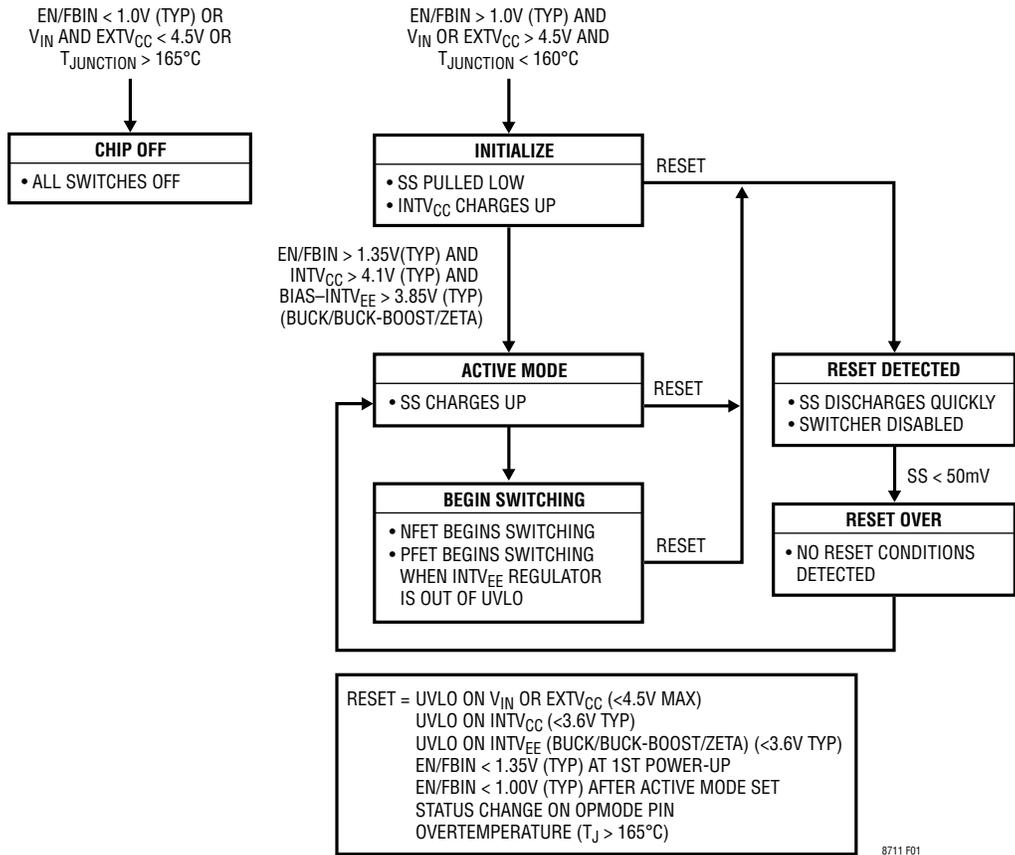 EN/FBIN < 1.0V (TYP) OR
VIN AND EXTVCC < 4.5V OR
TJUNCTION > 165°C
CHIP OFF
• ALL SWITCHES OFF
EN/FBIN > 1.0V (TYP) AND
VIN OR EXTVCC > 4.5V AND
TJUNCTION < 160°C
INITIALIZE
• SS PULLED LOW
• INTVCC CHARGES UP
RESET
EN/FBIN > 1.35V(TYP) AND
INTVCC > 4.1V (TYP) AND
BIAS–INTVEE > 3.85V (TYP)
(BUCK/BUCK-BOOST/ZETA)
ACTIVE MODE
• SS CHARGES UP
RESET
BEGIN SWITCHING
• NFET BEGINS SWITCHING
• PFET BEGINS SWITCHING
WHEN INTVEE REGULATOR
IS OUT OF UVLO
RESET
RESET DETECTED
• SS DISCHARGES QUICKLY
• SWITCHER DISABLED
SS < 50mV
RESET OVER
• NO RESET CONDITIONS
DETECTED
RESET = UVLO ON VIN OR EXTVCC (<4.5V MAX)
UVLO ON INTVCC (<3.6V TYP)
UVLO ON INTVEE (BUCK/BUCK-BOOST/ZETA) (<3.6V TYP)
EN/FBIN < 1.35V (TYP) AT 1ST POWER-UP
EN/FBIN < 1.00V (TYP) AFTER ACTIVE MODE SET
STATUS CHANGE ON OPMODE PIN
OVERTEMPERATURE (TJ > 165°C)
8711 F01